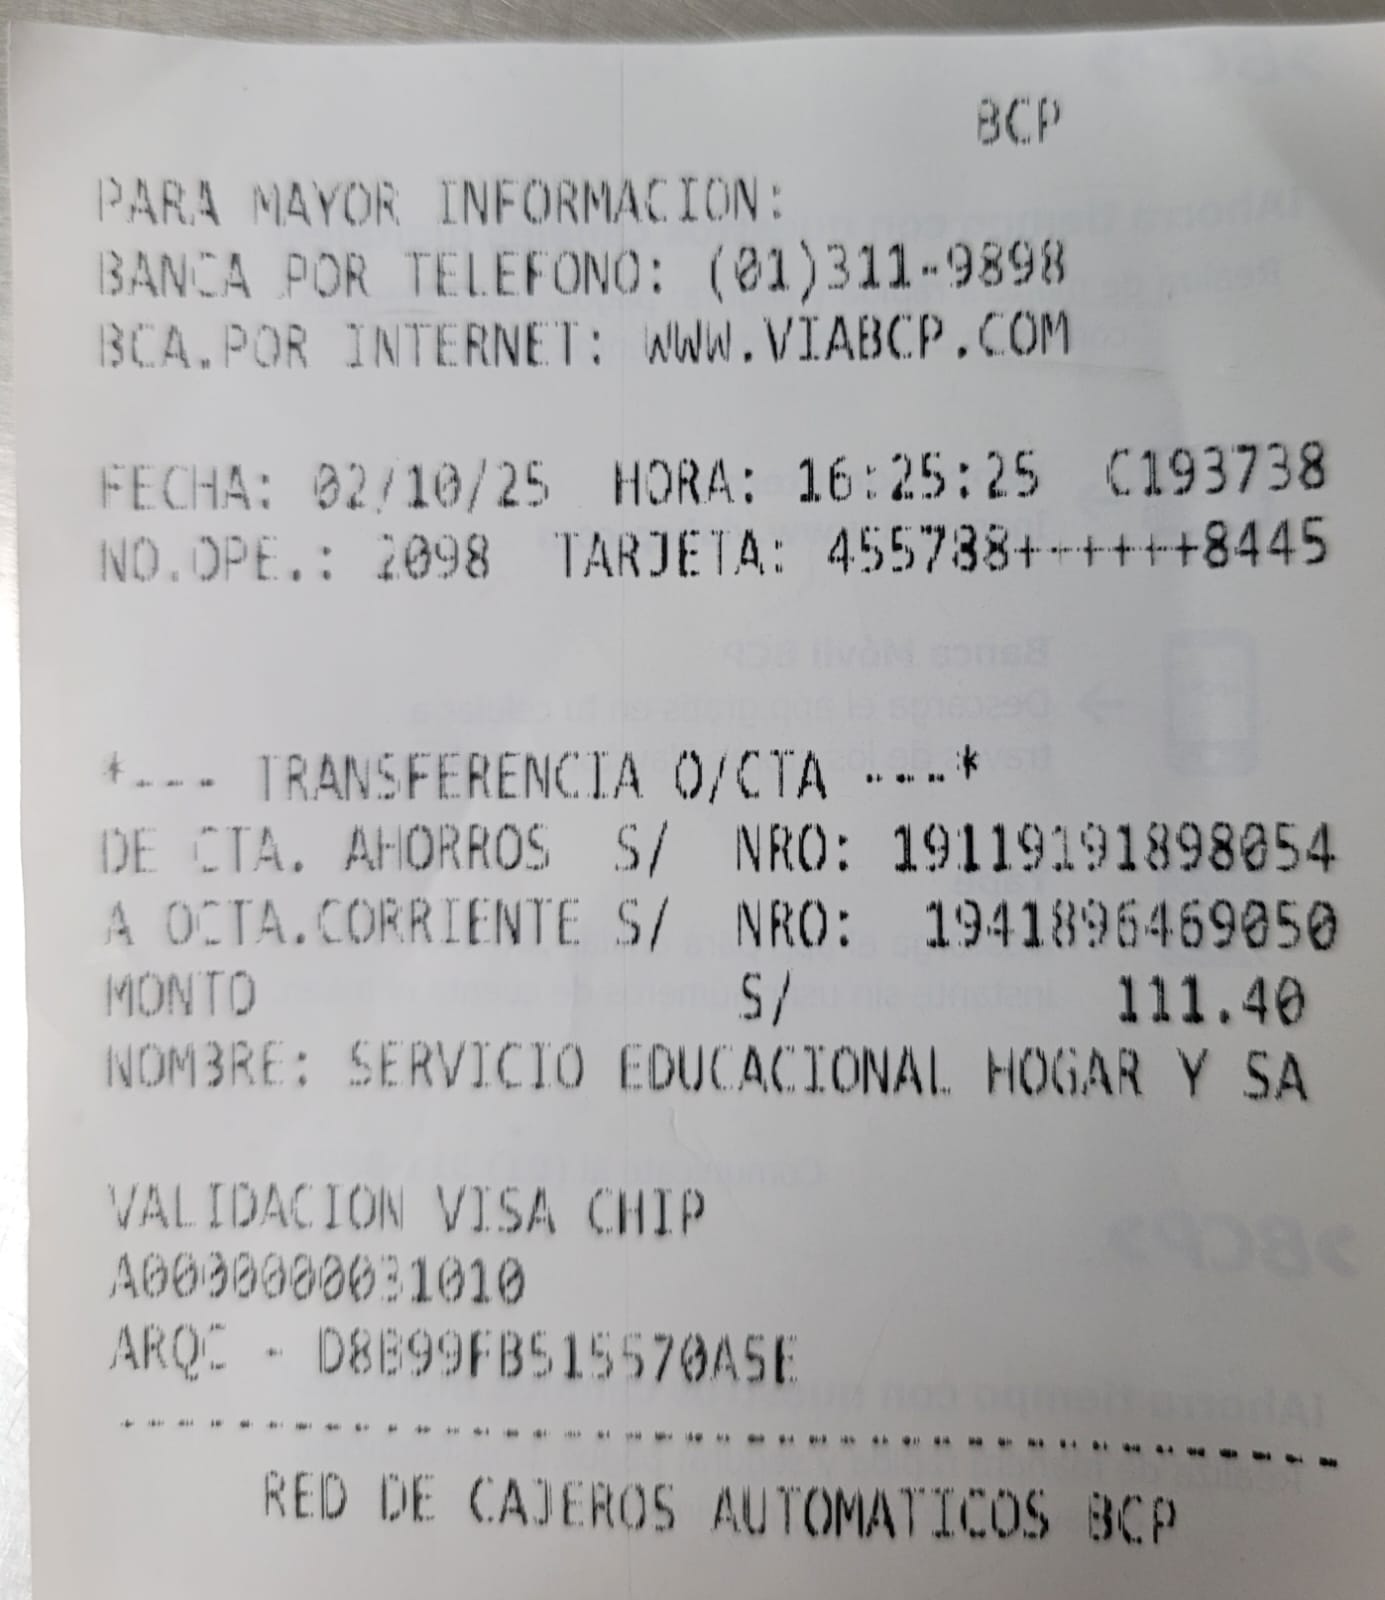 BCP
PARA MAYOR INFORMACION:
BANCA POR TELEFONO: (01)311-9898
BCA.POR INTERNET: WWW.VIABCP.COM
FECHA: 02/10/25 HORA: 16:25:25 C193738
NO.OPE.: 2098 TARJETA: 455788++++++8445
*--- TRANSFERENCIA O/CTA ---*
DE CTA. AHORROS S/ NRO: 19119191898054
A OCTA.CORRIENTE S/ NRO: 1941896469050
MONTO S/ 111.40
NOMBRE: SERVICIO EDUCACIONAL HOGAR Y SA
VALIDACION VISA CHIP
A0000000031010
ARQC - D8B99FB515570A5E
RED DE CAJEROS AUTOMATICOS BCP